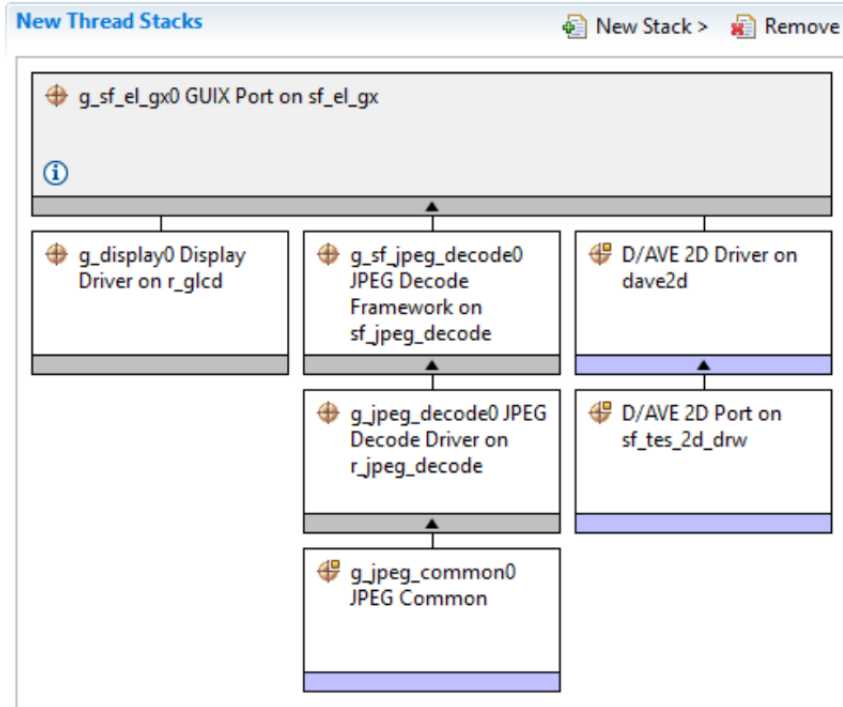 New Thread Stacks
New Stack >
Remove
g_sf_el_gx0 GUIX Port on sf_el_gx
g_display0 Display
Driver on r_glcd
g_sf_jpeg_decode0
JPEG Decode
Framework on
sf_jpeg_decode
D/AVE 2D Driver on
dave2d
g_jpeg_decode0 JPEG
Decode Driver on
r_jpeg_decode
D/AVE 2D Port on
sf_tes_2d_drw
g_jpeg_common0
JPEG Common